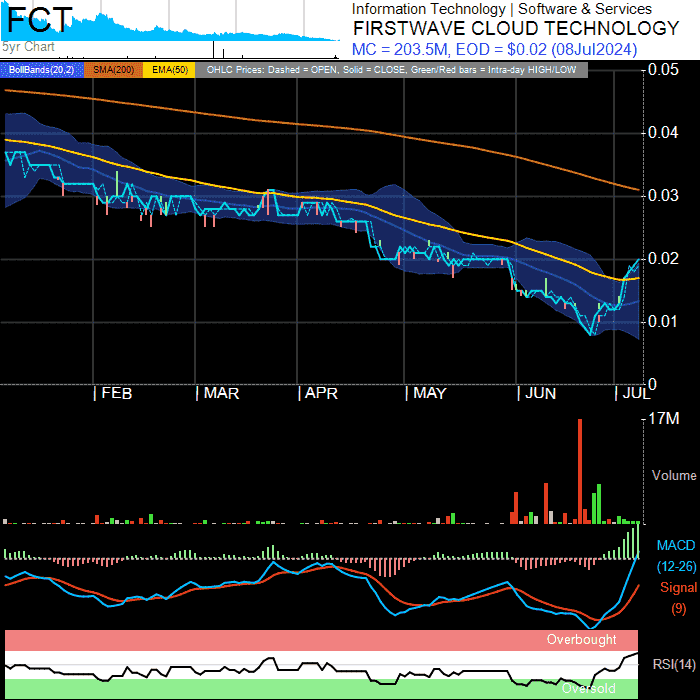 FCT
5yr Chart
Information Technology | Software & Services
FIRSTWAVE CLOUD TECHNOLOGY
MC = 203.5M, EOD = $0.02 (08Jul2024)
BollBands(20,2) SMA(200) EMA(50) OHLC Prices: Dashed = OPEN, Solid = CLOSE, Green/Red bars = Intra-day HIGH/LOW
0.05
0.04
0.03
0.02
0.01
0
| FEB | MAR | APR | MAY | JUN | JUL
17M
Volume
MACD
(12-26)
Signal
(9)
Overbought
RSI(14)
Oversold